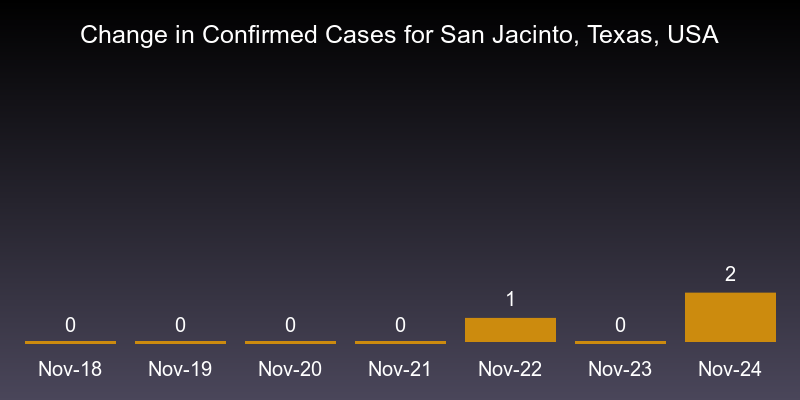 Change in Confirmed Cases for San Jacinto, Texas, USA
0 0 0 0 1 0 2
Nov-18 Nov-19 Nov-20 Nov-21 Nov-22 Nov-23 Nov-24